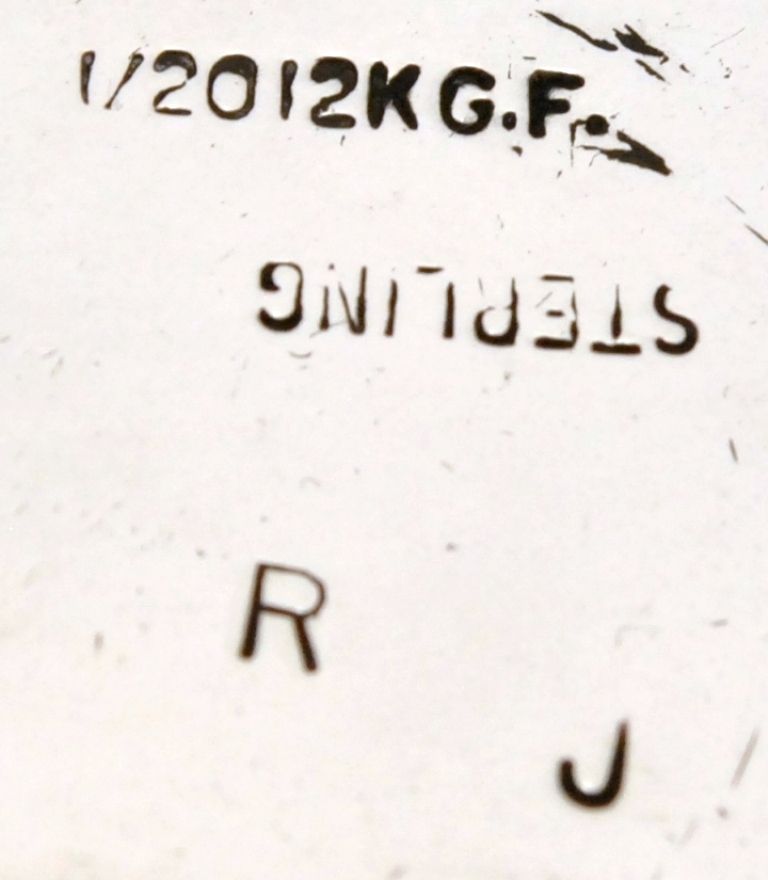 1/20 12K G.F.
STERLING
R
J